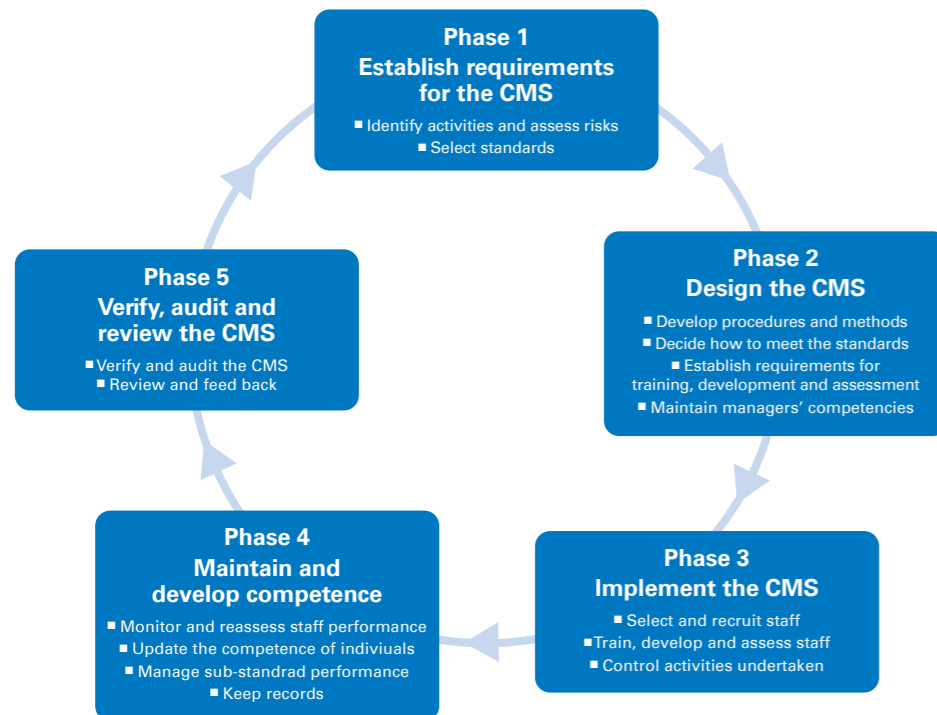 Phase 1
Establish requirements
for the CMS
■ Identify activities and assess risks
■ Select standards
Phase 2
Design the CMS
■ Develop procedures and methods
■ Decide how to meet the standards
■ Establish requirements for
training, development and assessment
■ Maintain managers’ competencies
Phase 3
Implement the CMS
■ Select and recruit staff
■ Train, develop and assess staff
■ Control activities undertaken
Phase 4
Maintain and
develop competence
■ Monitor and reassess staff performance
■ Update the competence of indiviuals
■ Manage sub-standrad performance
■ Keep records
Phase 5
Verify, audit and
review the CMS
■ Verify and audit the CMS
■ Review and feed back